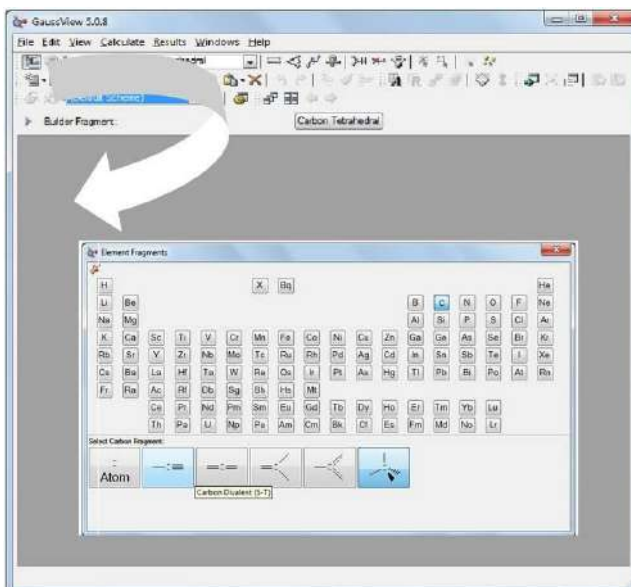 GaussView 5.0.8
File Edit View Calculate Results Windows Help
Builder Fragment:
Carbon Tetrahedral
Element Fragments
H X Bq He
Li Be B C N O F Ne
Na Mg Al Si P S Cl Ar
K Ca Sc Ti V Cr Mn Fe Co Ni Cu Zn Ga Ge As Se Br Kr
Rb Sr Y Zr Nb Mo Tc Ru Rh Pd Ag Cd In Sn Sb Te I Xe
Cs Ba La Hf Ta W Re Os Ir Pt Au Hg Tl Pb Bi Po At Rn
Fr Ra Ac Rf Db Sg Bh Hs Mt
Ce Pr Nd Pm Sm Eu Gd Tb Dy Ho Er Tm Yb Lu
Th Pa U Np Pu Am Cm Bk Cf Es Fm Md No Lr
Select Carbon Fragment:
Atom
Carbon Divalent (S-T)